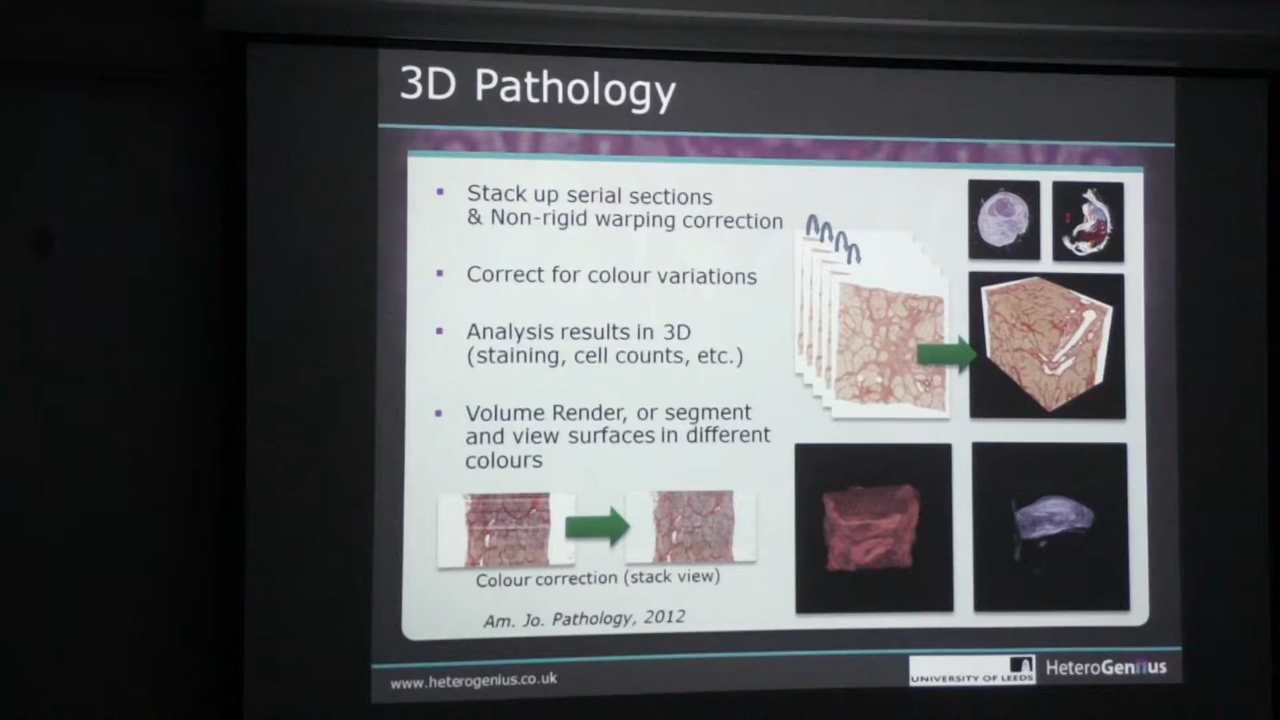 3D Pathology
Stack up serial sections
& Non-rigid warping correction
Correct for colour variations
Analysis results in 3D
(staining, cell counts, etc.)
Volume Render, or segment
and view surfaces in different
colours
Colour correction (stack view)
Am. Jo. Pathology, 2012
www.heterogenius.co.uk
UNIVERSITY OF LEEDS
HeteroGenius